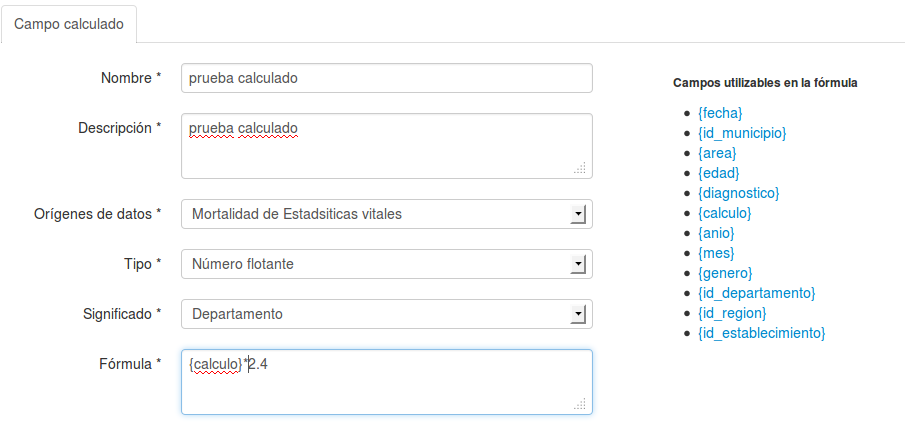 Campo calculado
Nombre * prueba calculado
Descripción * prueba calculado
Orígenes de datos * Mortalidad de Estadsiticas vitales
Tipo * Número flotante
Significado * Departamento
Fórmula * {calculo}*2.4
Campos utilizables en la fórmula
{fecha}
{id_municipio}
{area}
{edad}
{diagnostico}
{calculo}
{anio}
{mes}
{genero}
{id_departamento}
{id_region}
{id_establecimiento}